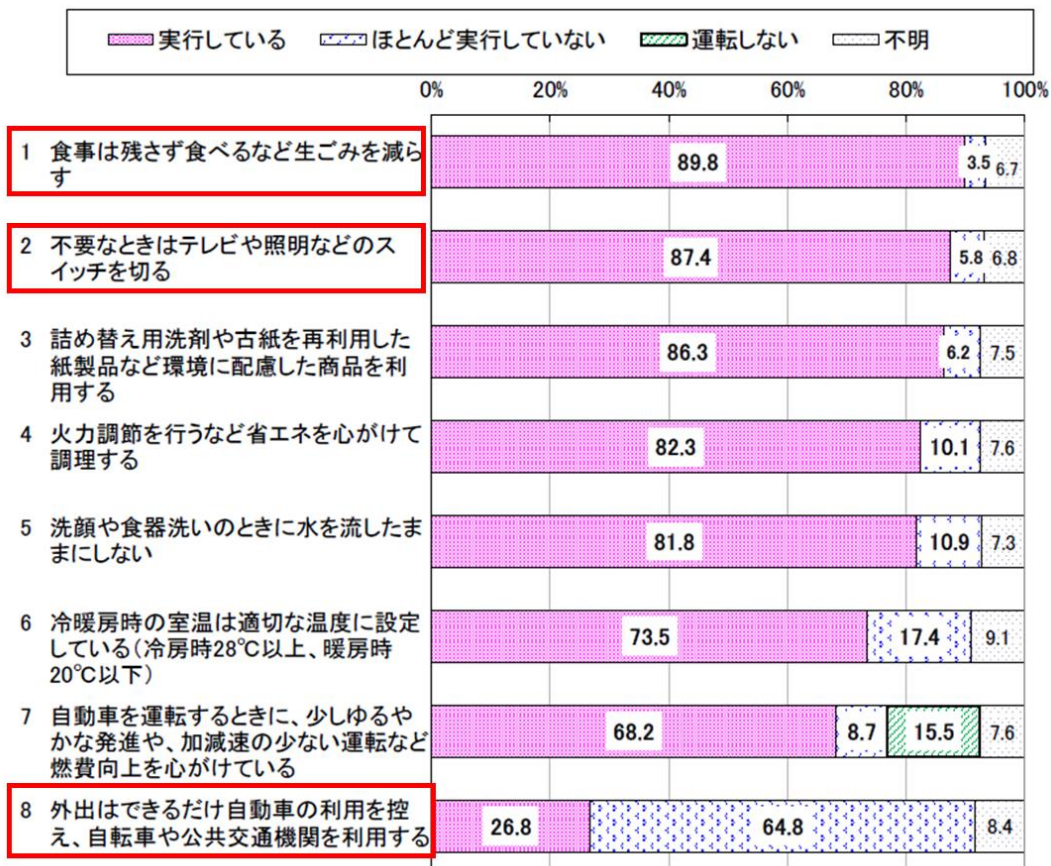 実行している ほとんど実行していない 運転しない 不明
0% 20% 40% 60% 80% 100%
1 食事は残さず食べるなど生ごみを減ら
す
89.8 3.5 6.7
2 不要なときはテレビや照明などのス
イッチを切る
87.4 5.8 6.8
3 詰め替え用洗剤や古紙を再利用した
紙製品など環境に配慮した商品を利
用する
86.3 6.2 7.5
4 火力調節を行うなど省エネを心がけて
調理する
82.3 10.1 7.6
5 洗顔や食器洗いのときに水を流したま
まにしない
81.8 10.9 7.3
6 冷暖房時の室温は適切な温度に設定
している(冷房時28℃以上、暖房時
20℃以下)
73.5 17.4 9.1
7 自動車を運転するときに、少しゆるや
かな発進や、加減速の少ない運転など
燃費向上を心がけている
68.2 8.7 15.5 7.6
8 外出はできるだけ自動車の利用を控
え、自転車や公共交通機関を利用する
26.8 64.8 8.4